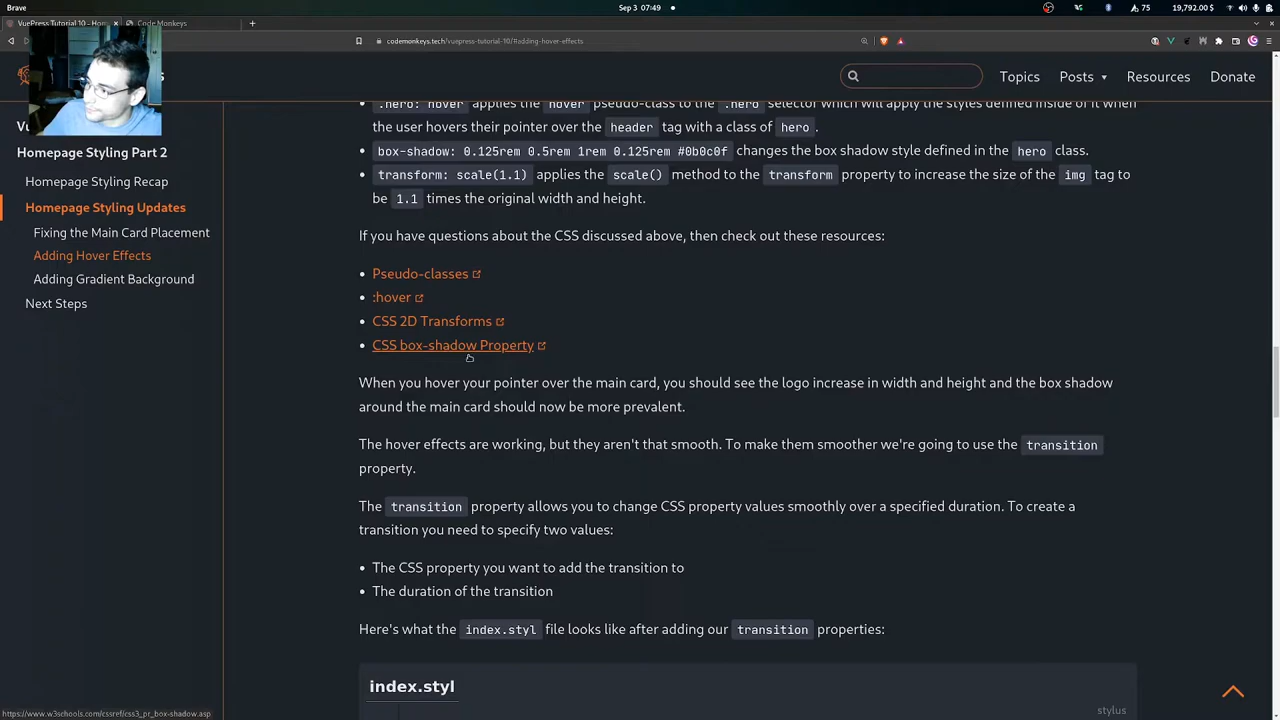 Brave
Sep 3 07:49
75
19,792.00 $
VuePress Tutorial 10 - Ho
Code Monkeys
codemonkeys.tech/vuepress-tutorial-10/#adding-hover-effects
s
Topics
Posts
Resources
Donate
Homepage Styling Part 2
Homepage Styling Recap
Homepage Styling Updates
Fixing the Main Card Placement
Adding Hover Effects
Adding Gradient Background
Next Steps
.hero: hover applies the hover pseudo-class to the .hero selector which will apply the styles defined inside of it when
the user hovers their pointer over the header tag with a class of hero .
box-shadow: 0.125rem 0.5rem 1rem 0.125rem #0b0c0f changes the box shadow style defined in the hero class.
transform: scale(1.1) applies the scale() method to the transform property to increase the size of the img tag to
be 1.1 times the original width and height.
If you have questions about the CSS discussed above, then check out these resources:
Pseudo-classes
:hover
CSS 2D Transforms
CSS box-shadow Property
When you hover your pointer over the main card, you should see the logo increase in width and height and the box shadow
around the main card should now be more prevalent.
The hover effects are working, but they aren't that smooth. To make them smoother we're going to use the transition
property.
The transition property allows you to change CSS property values smoothly over a specified duration. To create a
transition you need to specify two values:
The CSS property you want to add the transition to
The duration of the transition
Here's what the index.styl file looks like after adding our transition properties:
index.styl
stylus
https://www.w3schools.com/cssref/css3_pr_box-shadow.asp